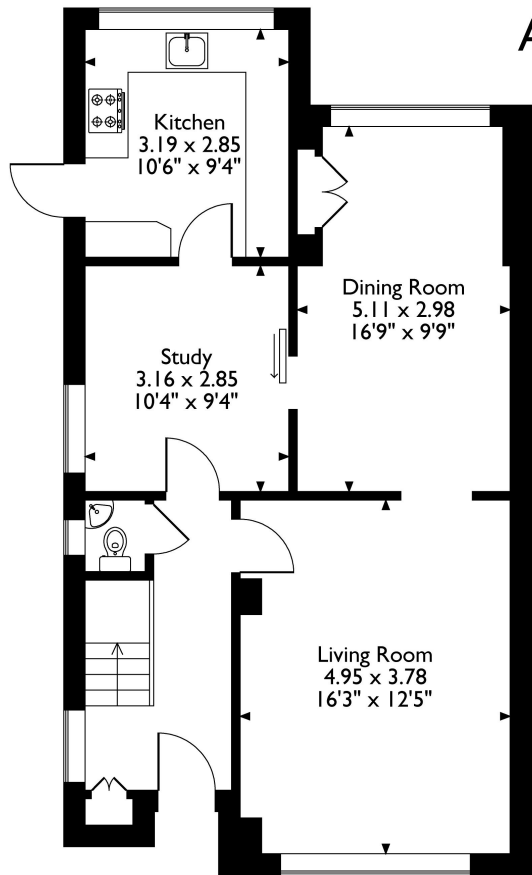 A
Kitchen
3.19 x 2.85
10'6" x 9'4"
Dining Room
5.11 x 2.98
16'9" x 9'9"
Study
3.16 x 2.85
10'4" x 9'4"
Living Room
4.95 x 3.78
16'3" x 12'5"